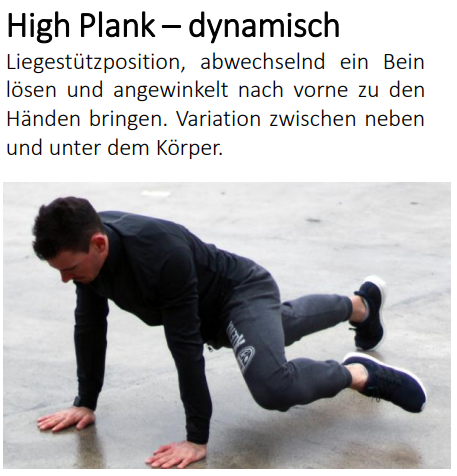 High Plank – dynamisch
Liegestützposition, abwechselnd ein Bein
lösen und angewinkelt nach vorne zu den
Händen bringen. Variation zwischen neben
und unter dem Körper.